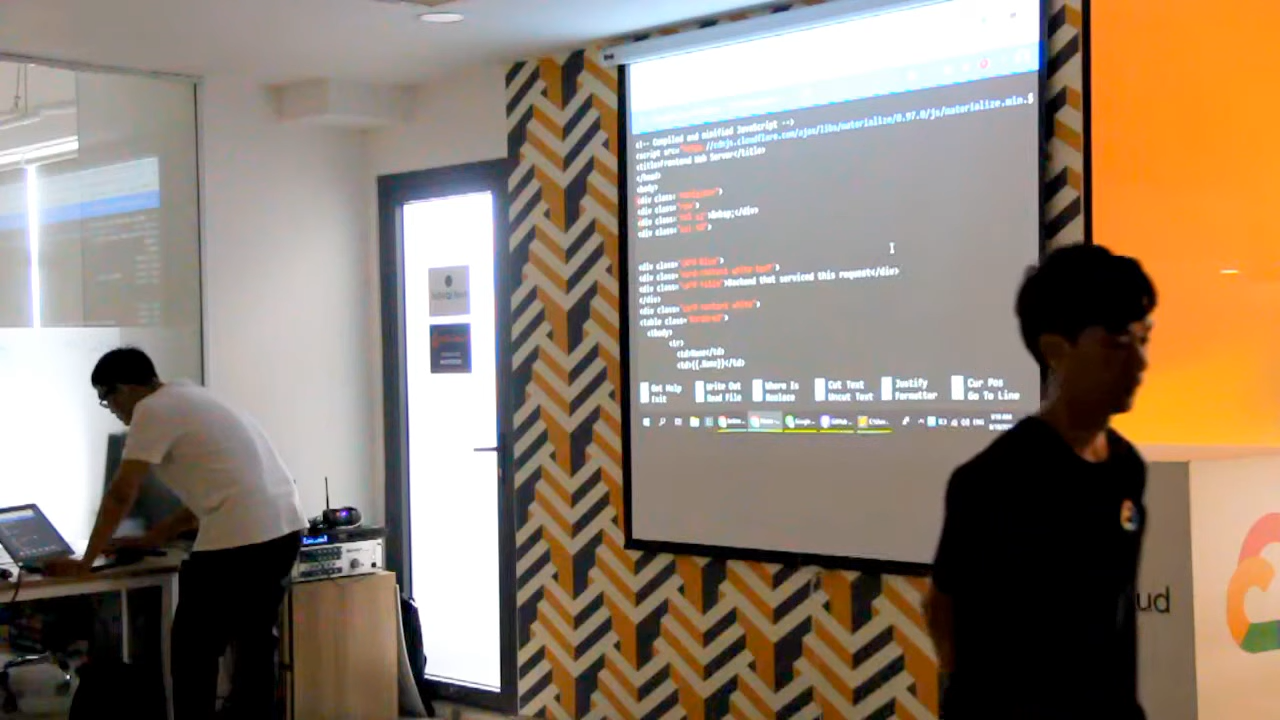 <!-- Compiled and minified JavaScript -->
<script src="https://cdnjs.cloudflare.com/ajax/libs/materialize/0.97.0/js/materialize.min.$
<title>Frontend Web Server</title>
</head>
<body>
<div class="container">
<div class="row">
<div class="col s2">&nbsp;</div>
<div class="col s8">
<div class="card blue">
<div class="card-content white-text">
<div class="card-title">Backend that serviced this request</div>
</div>
<div class="card-content white">
<table class="bordered">
<tbody>
<tr>
<td>Name</td>
<td>{{.Name}}</td>
Get Help Write Out Where Is Cut Text Justify Cur Pos
Exit Read File Replace Uncut Text Formatter Go To Line
ENG
ud